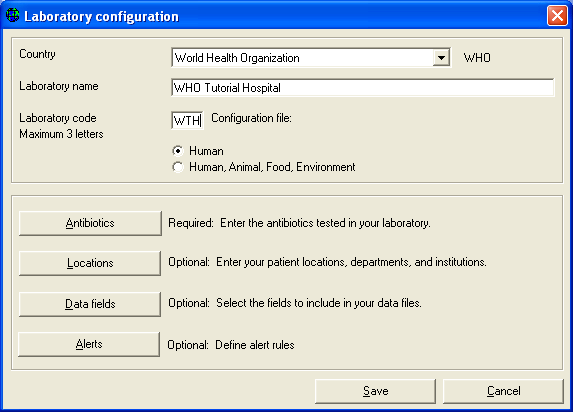 Laboratory configuration
Country
World Health Organization
WHO
Laboratory name
WHO Tutorial Hospital
Laboratory code
Maximum 3 letters
WTH
Configuration file:
Human
Human, Animal, Food, Environment
Antibiotics
Required: Enter the antibiotics tested in your laboratory.
Locations
Optional: Enter your patient locations, departments, and institutions.
Data fields
Optional: Select the fields to include in your data files.
Alerts
Optional: Define alert rules
Save
Cancel